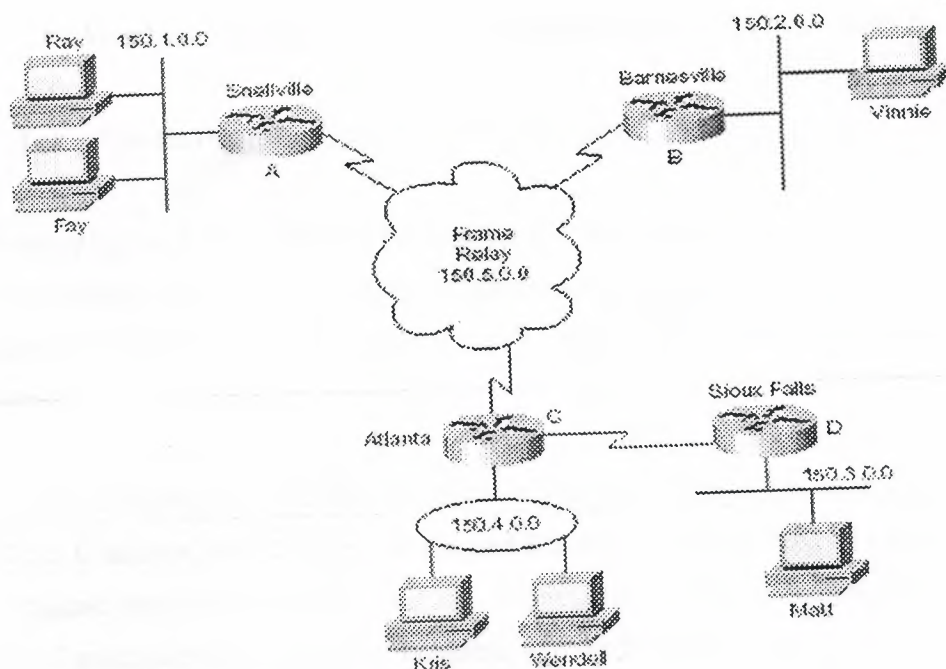 Ray
150.1.0.0
Snellville
A
Fay
150.2.0.0
Barnesville
B
Vinnie
Frame
Relay
150.5.0.0
Atlanta
C
Sioux Falls
D
150.3.0.0
150.4.0.0
Matt
Kris
Wendell